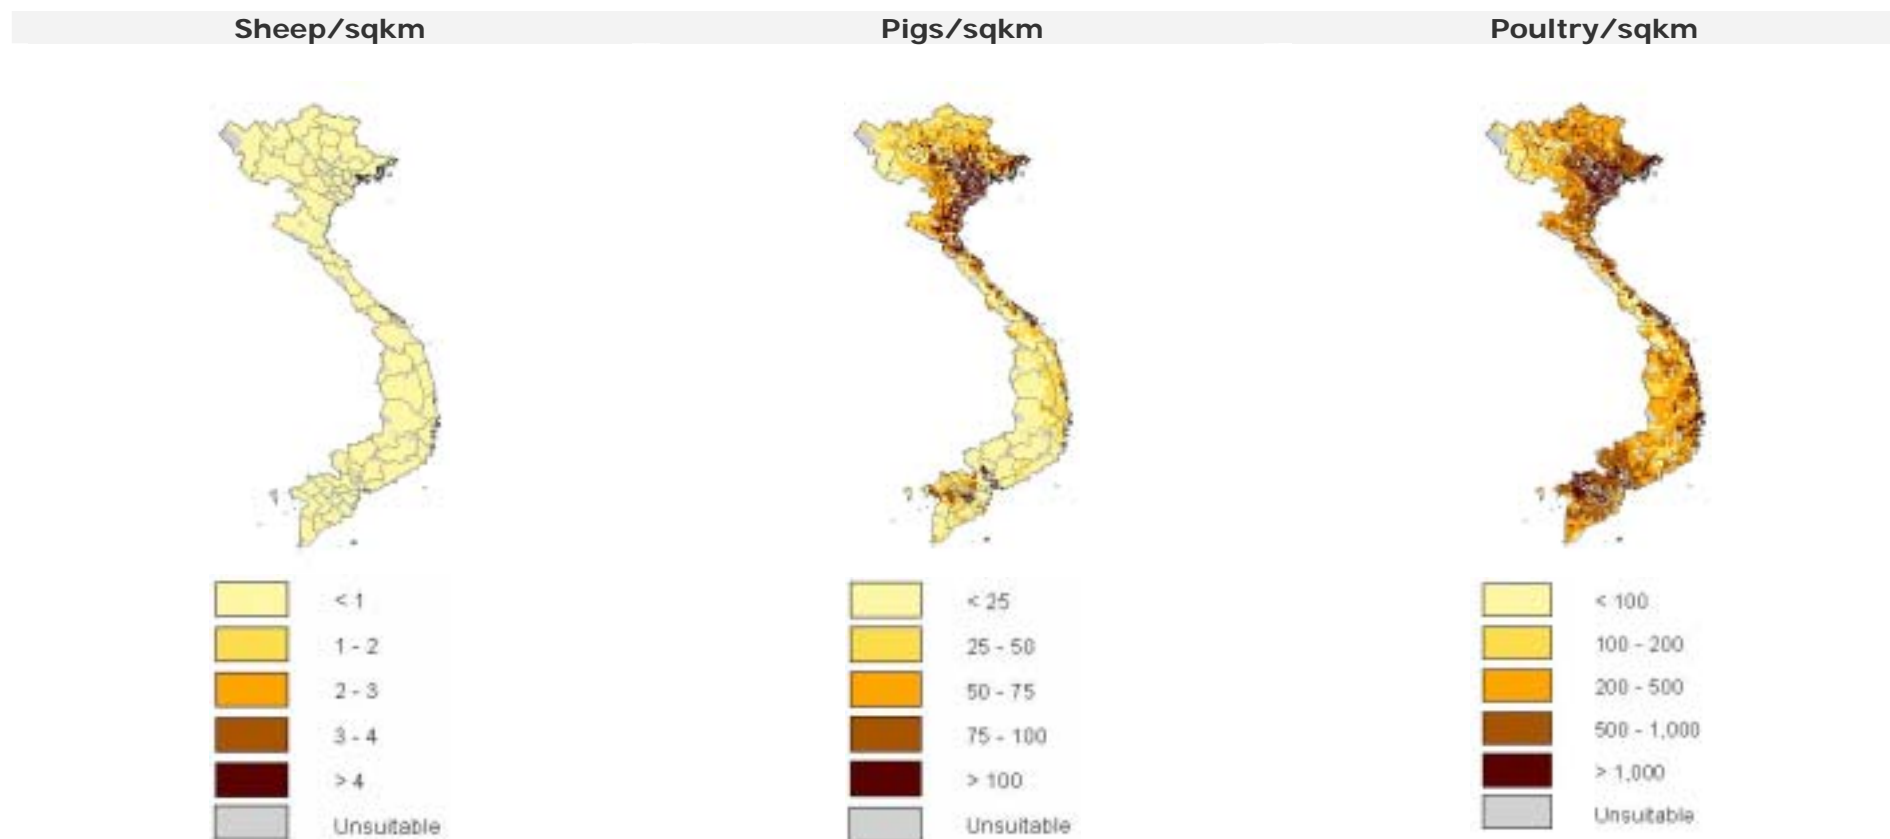 Sheep/sqkm
Pigs/sqkm
Poultry/sqkm
< 1
1 - 2
2 - 3
3 - 4
> 4
Unsuitable
< 25
25 - 50
50 - 75
75 - 100
> 100
Unsuitable
< 100
100 - 200
200 - 500
500 - 1,000
> 1,000
Unsuitable